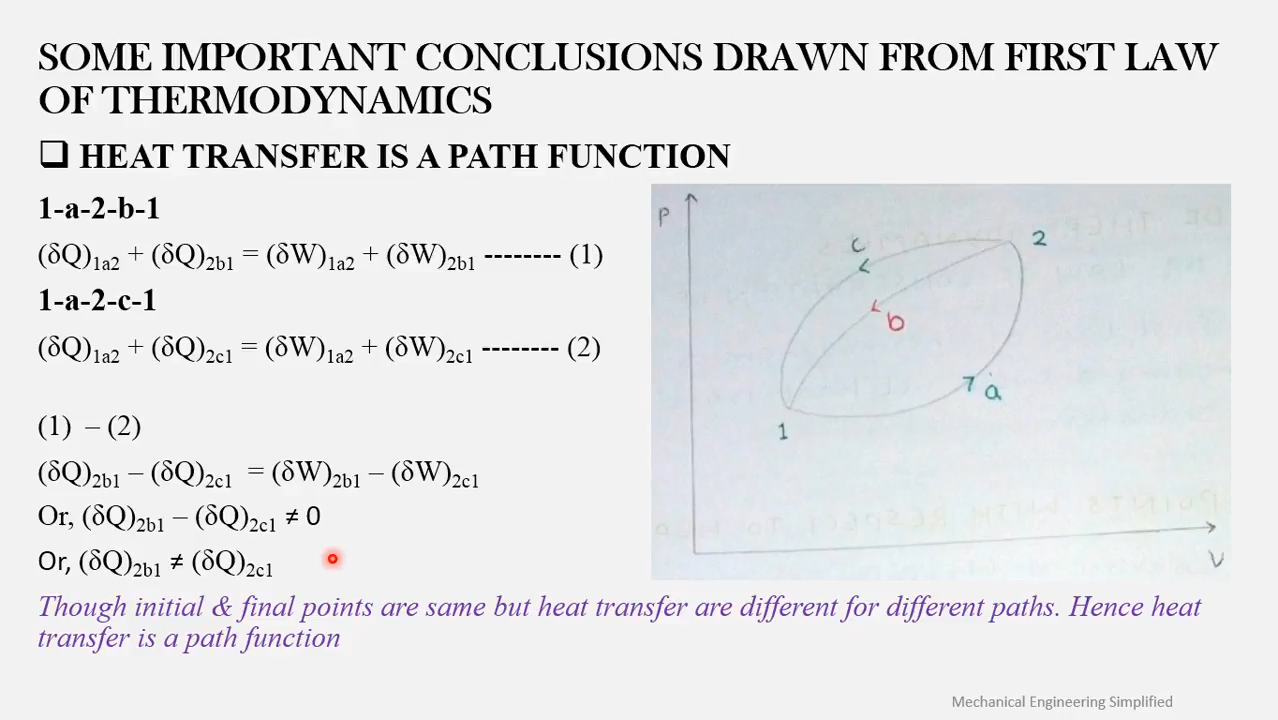 SOME IMPORTANT CONCLUSIONS DRAWN FROM FIRST LAW
OF THERMODYNAMICS
❑ HEAT TRANSFER IS A PATH FUNCTION
1-a-2-b-1
(δQ)1a2 + (δQ)2b1 = (δW)1a2 + (δW)2b1 -------- (1)
1-a-2-c-1
(δQ)1a2 + (δQ)2c1 = (δW)1a2 + (δW)2c1 -------- (2)
(1) – (2)
(δQ)2b1 – (δQ)2c1 = (δW)2b1 – (δW)2c1
Or, (δQ)2b1 – (δQ)2c1 ≠ 0
Or, (δQ)2b1 ≠ (δQ)2c1
Though initial & final points are same but heat transfer are different for different paths. Hence heat
transfer is a path function
P
c
2
b
a
1
V
Mechanical Engineering Simplified